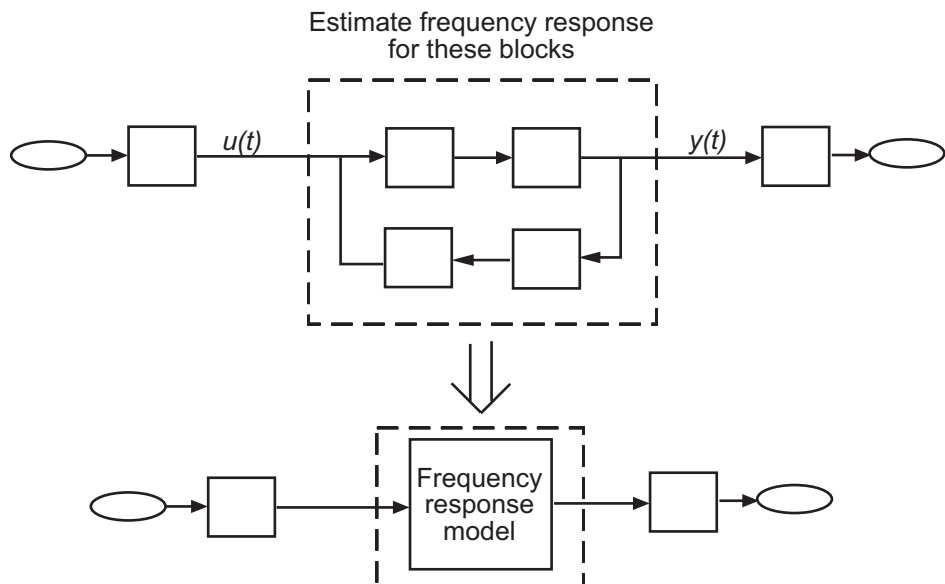 Estimate frequency response
for these blocks
u(t)
y(t)
Frequency
response
model